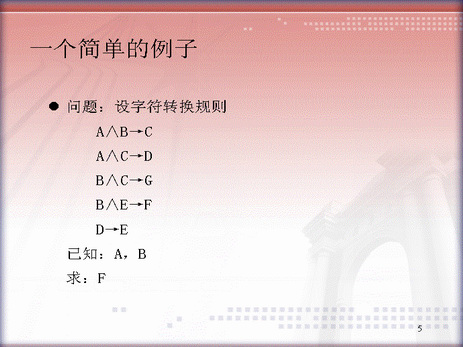 一个简单的例子
● 问题：设字符转换规则
A∧B→C
A∧C→D
B∧C→G
B∧E→F
D→E
已知：A，B
求：F
5